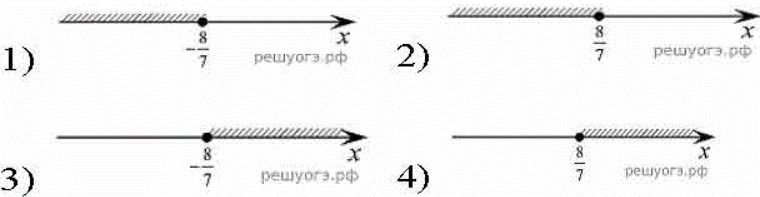 1) -8/7 x решуогэ.рф
2) 8/7 x решуогэ.рф
3) -8/7 x решуогэ.рф
4) 8/7 x решуогэ.рф